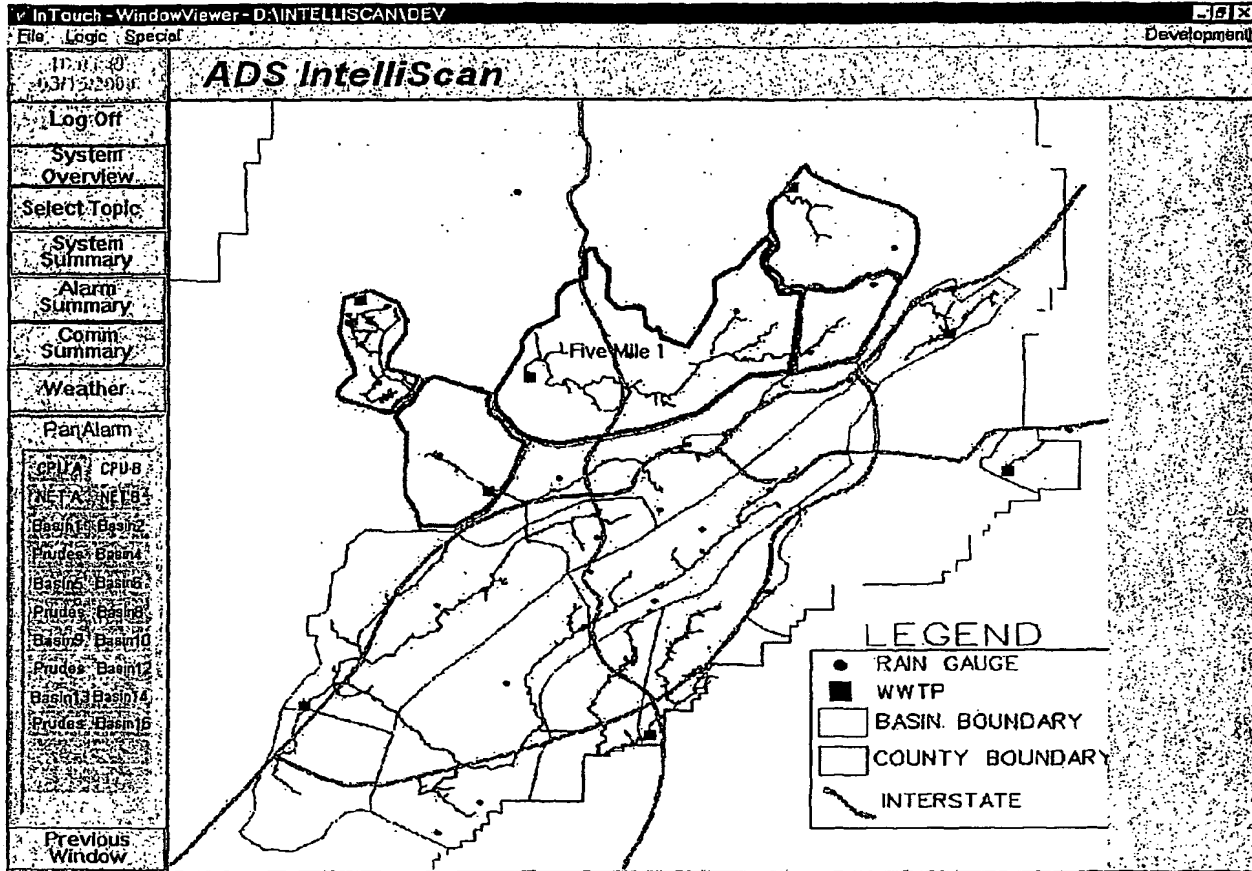 InTouch - WindowViewer - D:\INTELLISCAN\DEV
File Logic Special
Development
03/15/200
ADS IntelliScan
Log Off
System
Overview
Select Topic
System
Summary
Alarm
Summary
Comm
Summary
Weather
PanAlarm
CPU-A CPU-B
NET-A NET-B
Basin2
Prudes Basin4
Basin5 Basin6
Prudes Basin8
Basin9 Basin10
Prudes Basin12
Basin13 Basin14
Prudes Basin16
Previous
Window
Five Mile 1
LEGEND
RAIN GAUGE
WWTP
BASIN BOUNDARY
COUNTY BOUNDARY
INTERSTATE